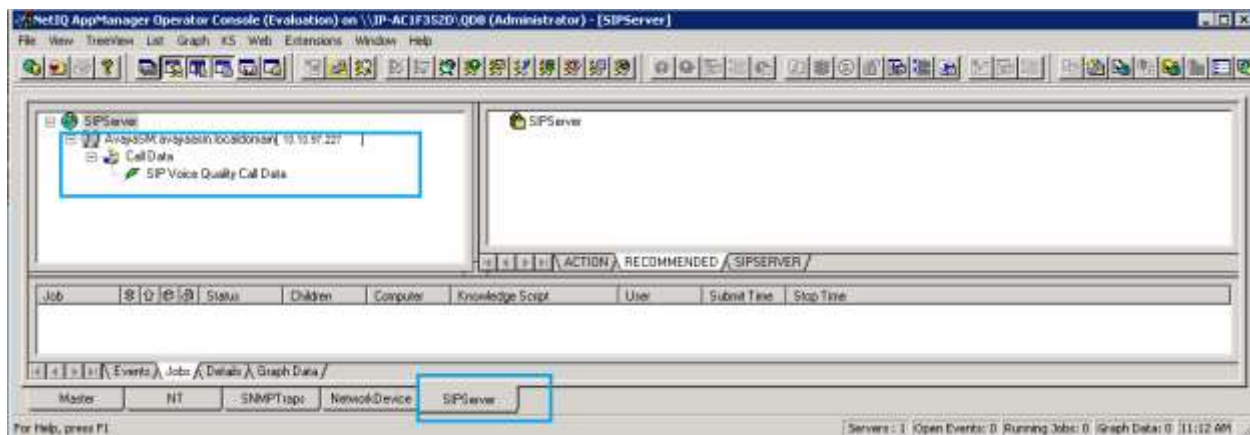 NetIQ AppManager Operator Console (Evaluation) on \\JP-AC1F352D\QDB (Administrator) - [SIPServer]
File View TreeView List Graph KS Web Extensions Window Help
SIPServer
AvayaSM:avayaasm.localdomain[ 10.10.97.227 ]
Call Data
SIP Voice Quality Call Data
SIPServer
ACTION RECOMMENDED SIPSERVER
Job Status Children Computer Knowledge Script User Submit Time Stop Time
Events Jobs Details Graph Data
Master NT SNMPTraps NetworkDevice SIPServer
For Help, press F1
Servers : 1 Open Events: 0 Running Jobs: 0 Graph Data: 0 11:12 AM